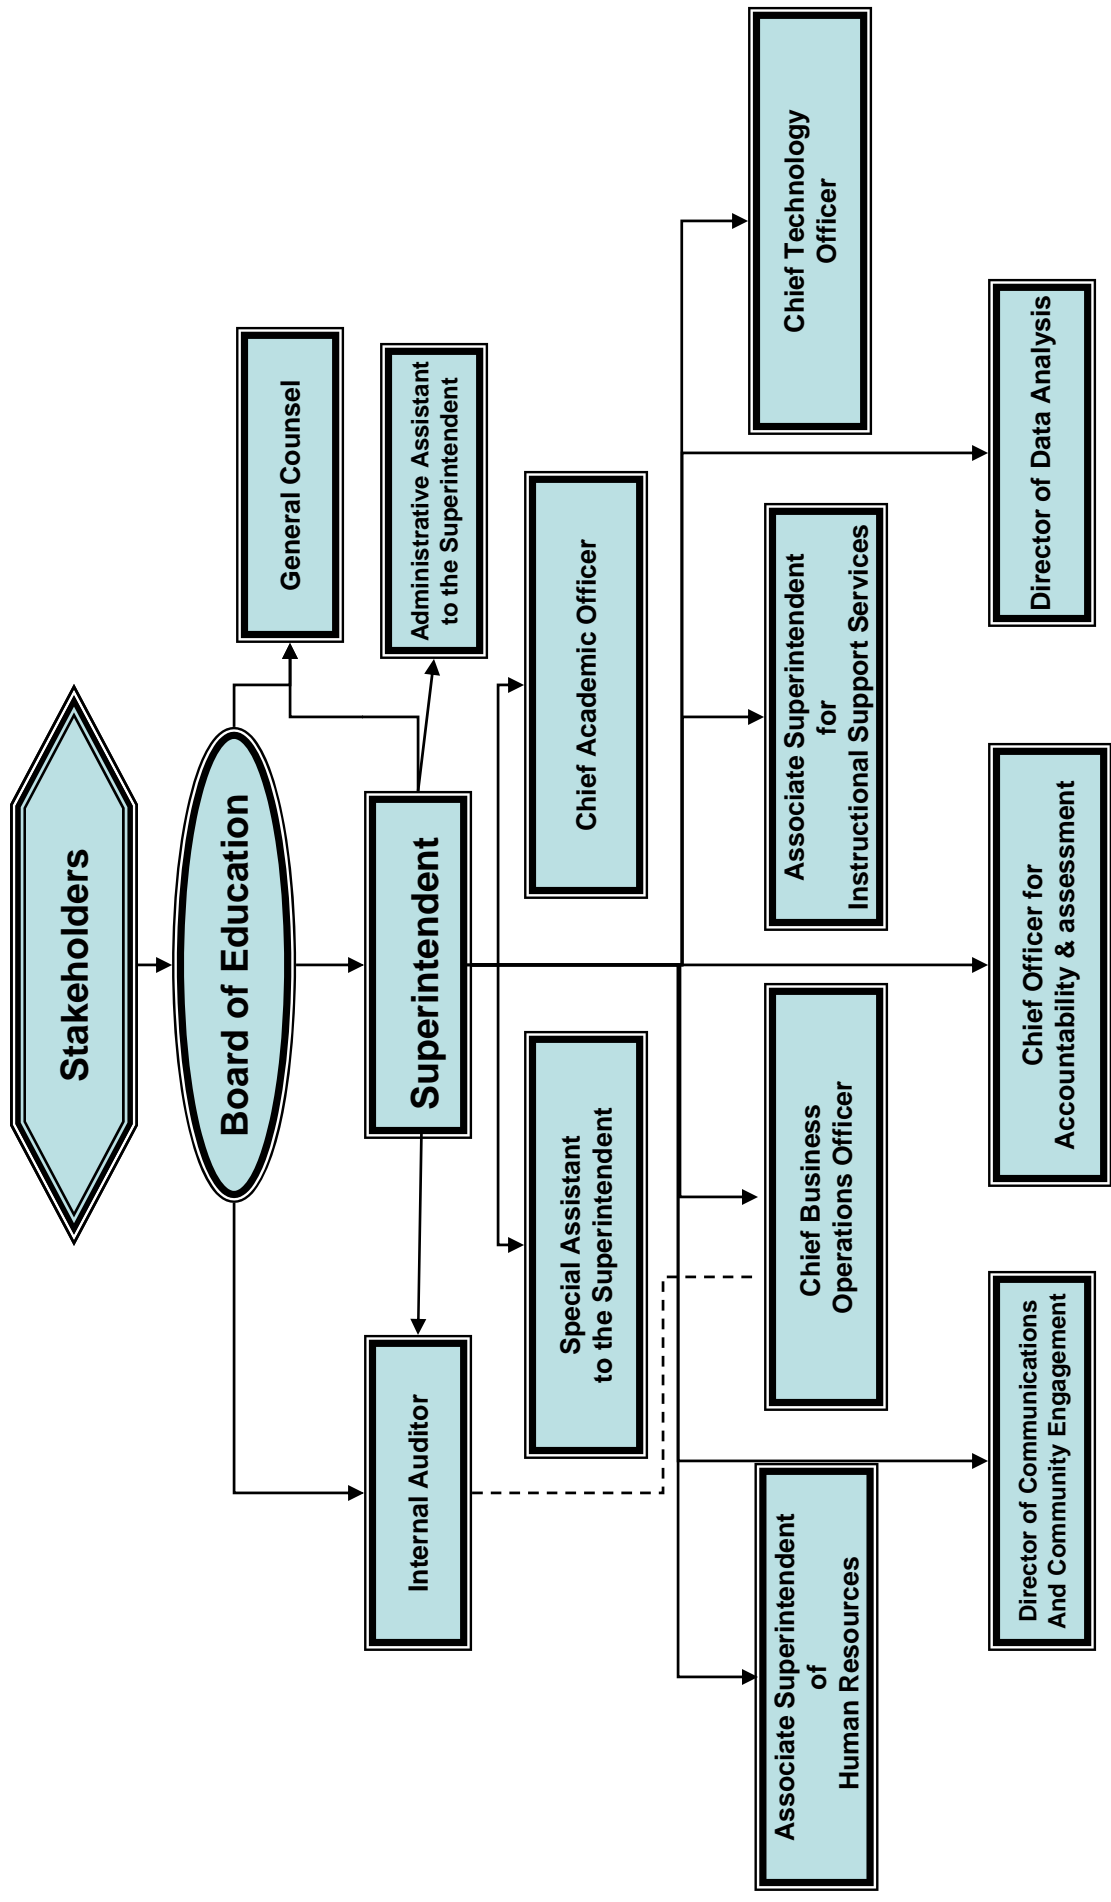 Stakeholders
Board of Education
General Counsel
Superintendent
Internal Auditor
Administrative Assistant
to the Superintendent
Special Assistant
to the Superintendent
Chief Academic Officer
Associate Superintendent
of
Human Resources
Chief Business
Operations Officer
Associate Superintendent
for
Instructional Support Services
Chief Technology
Officer
Director of Communications
And Community Engagement
Chief Officer for
Accountability & assessment
Director of Data Analysis